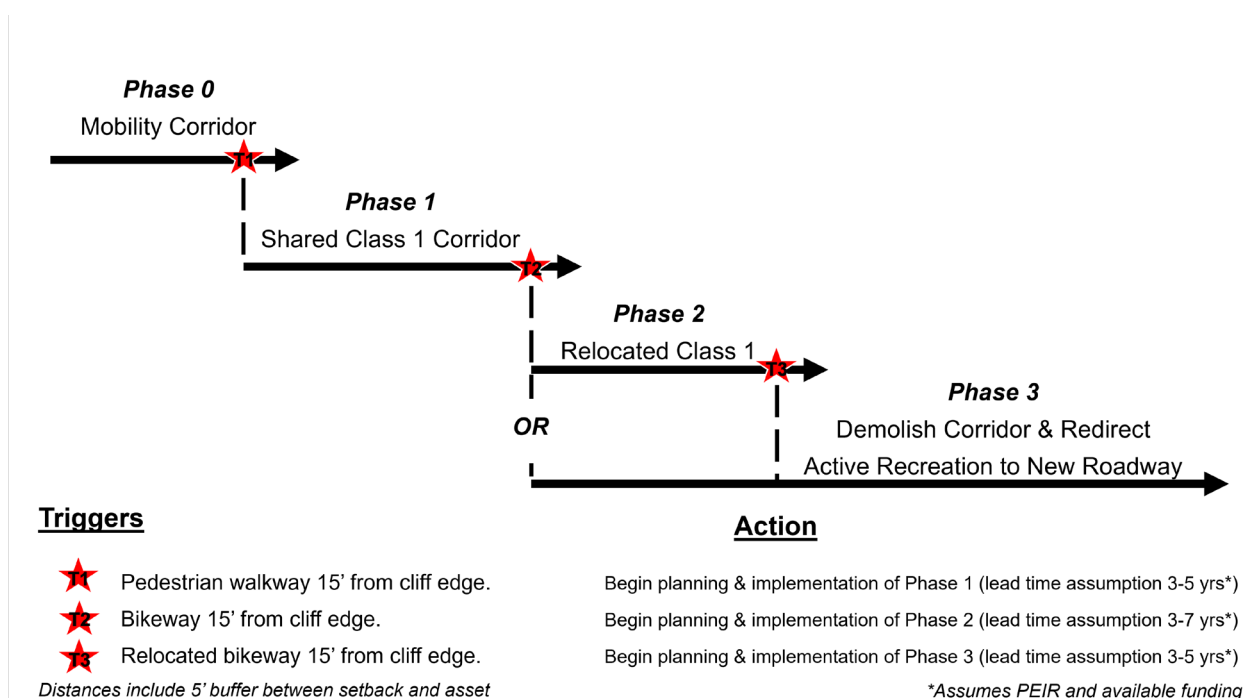 Phase 0
Mobility Corridor
T1
Phase 1
Shared Class 1 Corridor
T2
Phase 2
Relocated Class 1
T3
Phase 3
OR
Demolish Corridor & Redirect
Active Recreation to New Roadway
Triggers
Action
T1 Pedestrian walkway 15’ from cliff edge.
Begin planning & implementation of Phase 1 (lead time assumption 3-5 yrs*)
T2 Bikeway 15’ from cliff edge.
Begin planning & implementation of Phase 2 (lead time assumption 3-7 yrs*)
T3 Relocated bikeway 15’ from cliff edge.
Begin planning & implementation of Phase 3 (lead time assumption 3-5 yrs*)
Distances include 5’ buffer between setback and asset
*Assumes PEIR and available funding